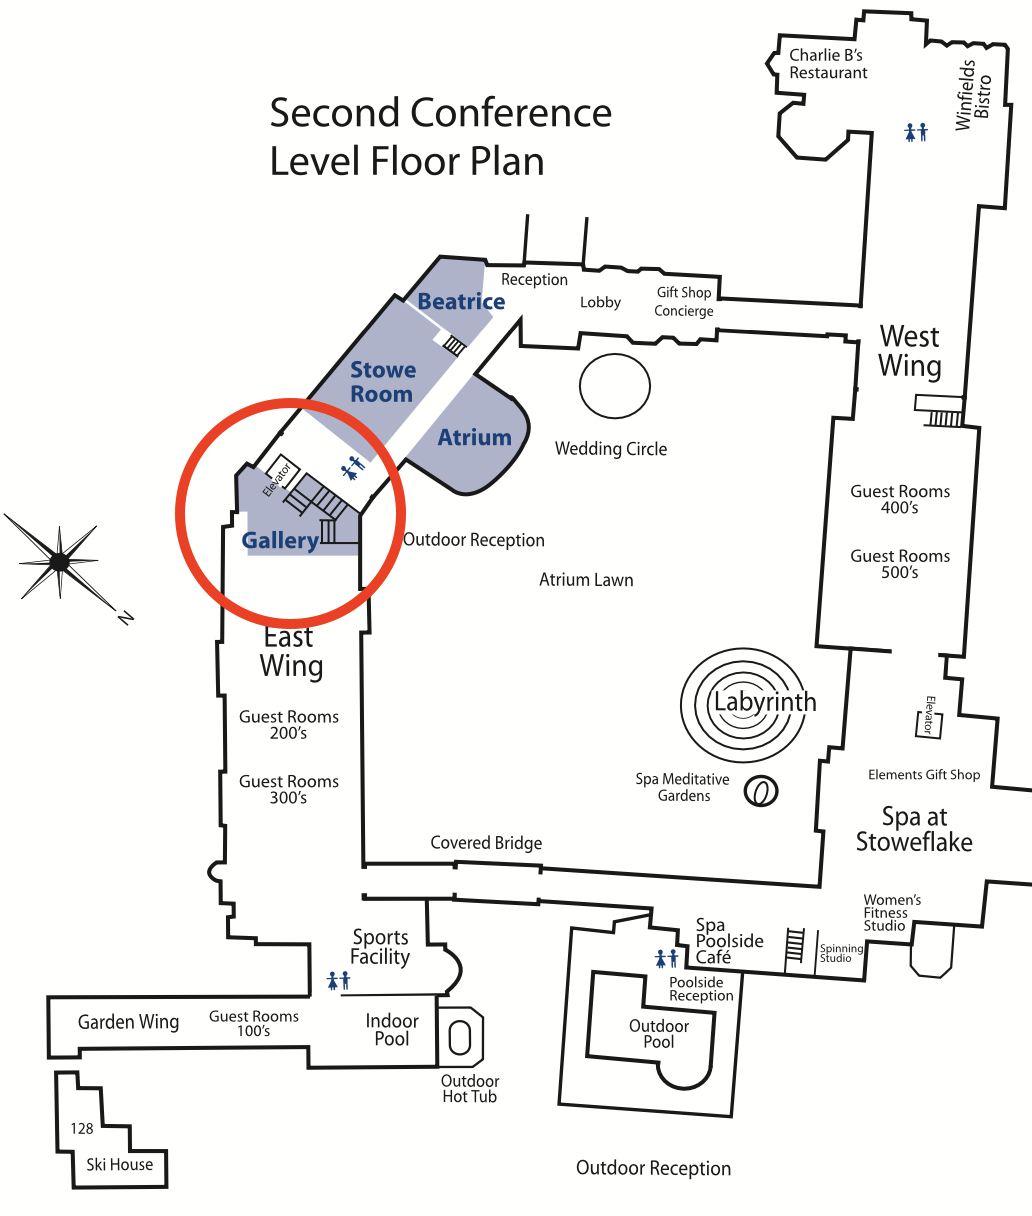 Second Conference
Level Floor Plan
Charlie B's
Restaurant
Winfields
Bistro
Beatrice
Reception
Lobby
Gift Shop
Concierge
West
Wing
Stowe
Room
Atrium
Wedding Circle
Elevator
Gallery
Outdoor Reception
Atrium Lawn
Guest Rooms
400's
Guest Rooms
500's
N
East
Wing
Guest Rooms
200's
Guest Rooms
300's
Labyrinth
Elevator
Spa Meditative
Gardens
Elements Gift Shop
Spa at
Stoweflake
Covered Bridge
Women's
Fitness
Studio
Sports
Facility
Spa
Poolside
Café
Spinning
Studio
Poolside
Reception
Garden Wing
Guest Rooms
100's
Indoor
Pool
Outdoor
Pool
Outdoor
Hot Tub
128
Ski House
Outdoor Reception